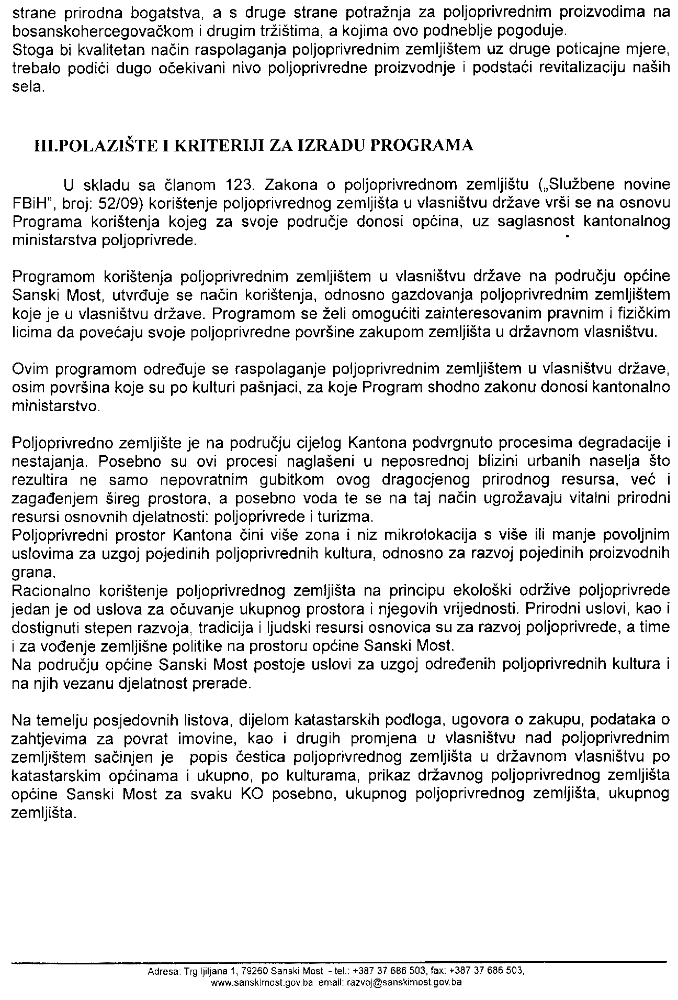 strane prirodna bogatstva, a s druge strane potražnja za poljoprivrednim proizvodima na
bosanskohercegovačkom i drugim tržištima, a kojima ovo podneblje pogoduje.
Stoga bi kvalitetan način raspolaganja poljoprivrednim zemljištem uz druge poticajne mjere,
trebalo podići dugo očekivani nivo poljoprivredne proizvodnje i podstaći revitalizaciju naših
sela.
III.POLAZIŠTE I KRITERIJI ZA IZRADU PROGRAMA
U skladu sa članom 123. Zakona o poljoprivrednom zemljištu („Službene novine
FBiH", broj: 52/09) korištenje poljoprivrednog zemljišta u vlasništvu države vrši se na osnovu
Programa korištenja kojeg za svoje područje donosi općina, uz saglasnost kantonalnog
ministarstva poljoprivrede.
Programom korištenja poljoprivrednim zemljištem u vlasništvu države na području općine
Sanski Most, utvrđuje se način korištenja, odnosno gazdovanja poljoprivrednim zemljištem
koje je u vlasništvu države. Programom se želi omogućiti zainteresovanim pravnim i fizičkim
licima da povećaju svoje poljoprivredne površine zakupom zemljišta u državnom vlasništvu.
Ovim programom određuje se raspolaganje poljoprivrednim zemljištem u vlasništvu države,
osim površina koje su po kulturi pašnjaci, za koje Program shodno zakonu donosi kantonalno
ministarstvo.
Poljoprivredno zemljište je na području cijelog Kantona podvrgnuto procesima degradacije i
nestajanja. Posebno su ovi procesi naglašeni u neposrednoj blizini urbanih naselja što
rezultira ne samo nepovratnim gubitkom ovog dragocjenog prirodnog resursa, već i
zagađenjem šireg prostora, a posebno voda te se na taj način ugrožavaju vitalni prirodni
resursi osnovnih djelatnosti: poljoprivrede i turizma.
Poljoprivredni prostor Kantona čini više zona i niz mikrolokacija s više ili manje povoljnim
uslovima za uzgoj pojedinih poljoprivrednih kultura, odnosno za razvoj pojedinih proizvodnih
grana.
Racionalno korištenje poljoprivrednog zemljišta na principu ekološki održive poljoprivrede
jedan je od uslova za očuvanje ukupnog prostora i njegovih vrijednosti. Prirodni uslovi, kao i
dostignuti stepen razvoja, tradicija i ljudski resursi osnovica su za razvoj poljoprivrede, a time
i za vođenje zemljišne politike na prostoru općine Sanski Most.
Na području općine Sanski Most postoje uslovi za uzgoj određenih poljoprivrednih kultura i
na njih vezanu djelatnost prerade.
Na temelju posjedovnih listova, dijelom katastarskih podloga, ugovora o zakupu, podataka o
zahtjevima za povrat imovine, kao i drugih promjena u vlasništvu nad poljoprivrednim
zemljištem sačinjen je popis čestica poljoprivrednog zemljišta u državnom vlasništvu po
katastarskim općinama i ukupno, po kulturama, prikaz državnog poljoprivrednog zemljišta
općine Sanski Most za svaku KO posebno, ukupnog poljoprivrednog zemljišta, ukupnog
zemljišta.
Adresa: Trg ljiljana 1, 79260 Sanski Most - tel.: +387 37 686 503, fax: +387 37 686 503,
www.sanskimost.gov.ba email: razvoj@sanskimost.gov.ba